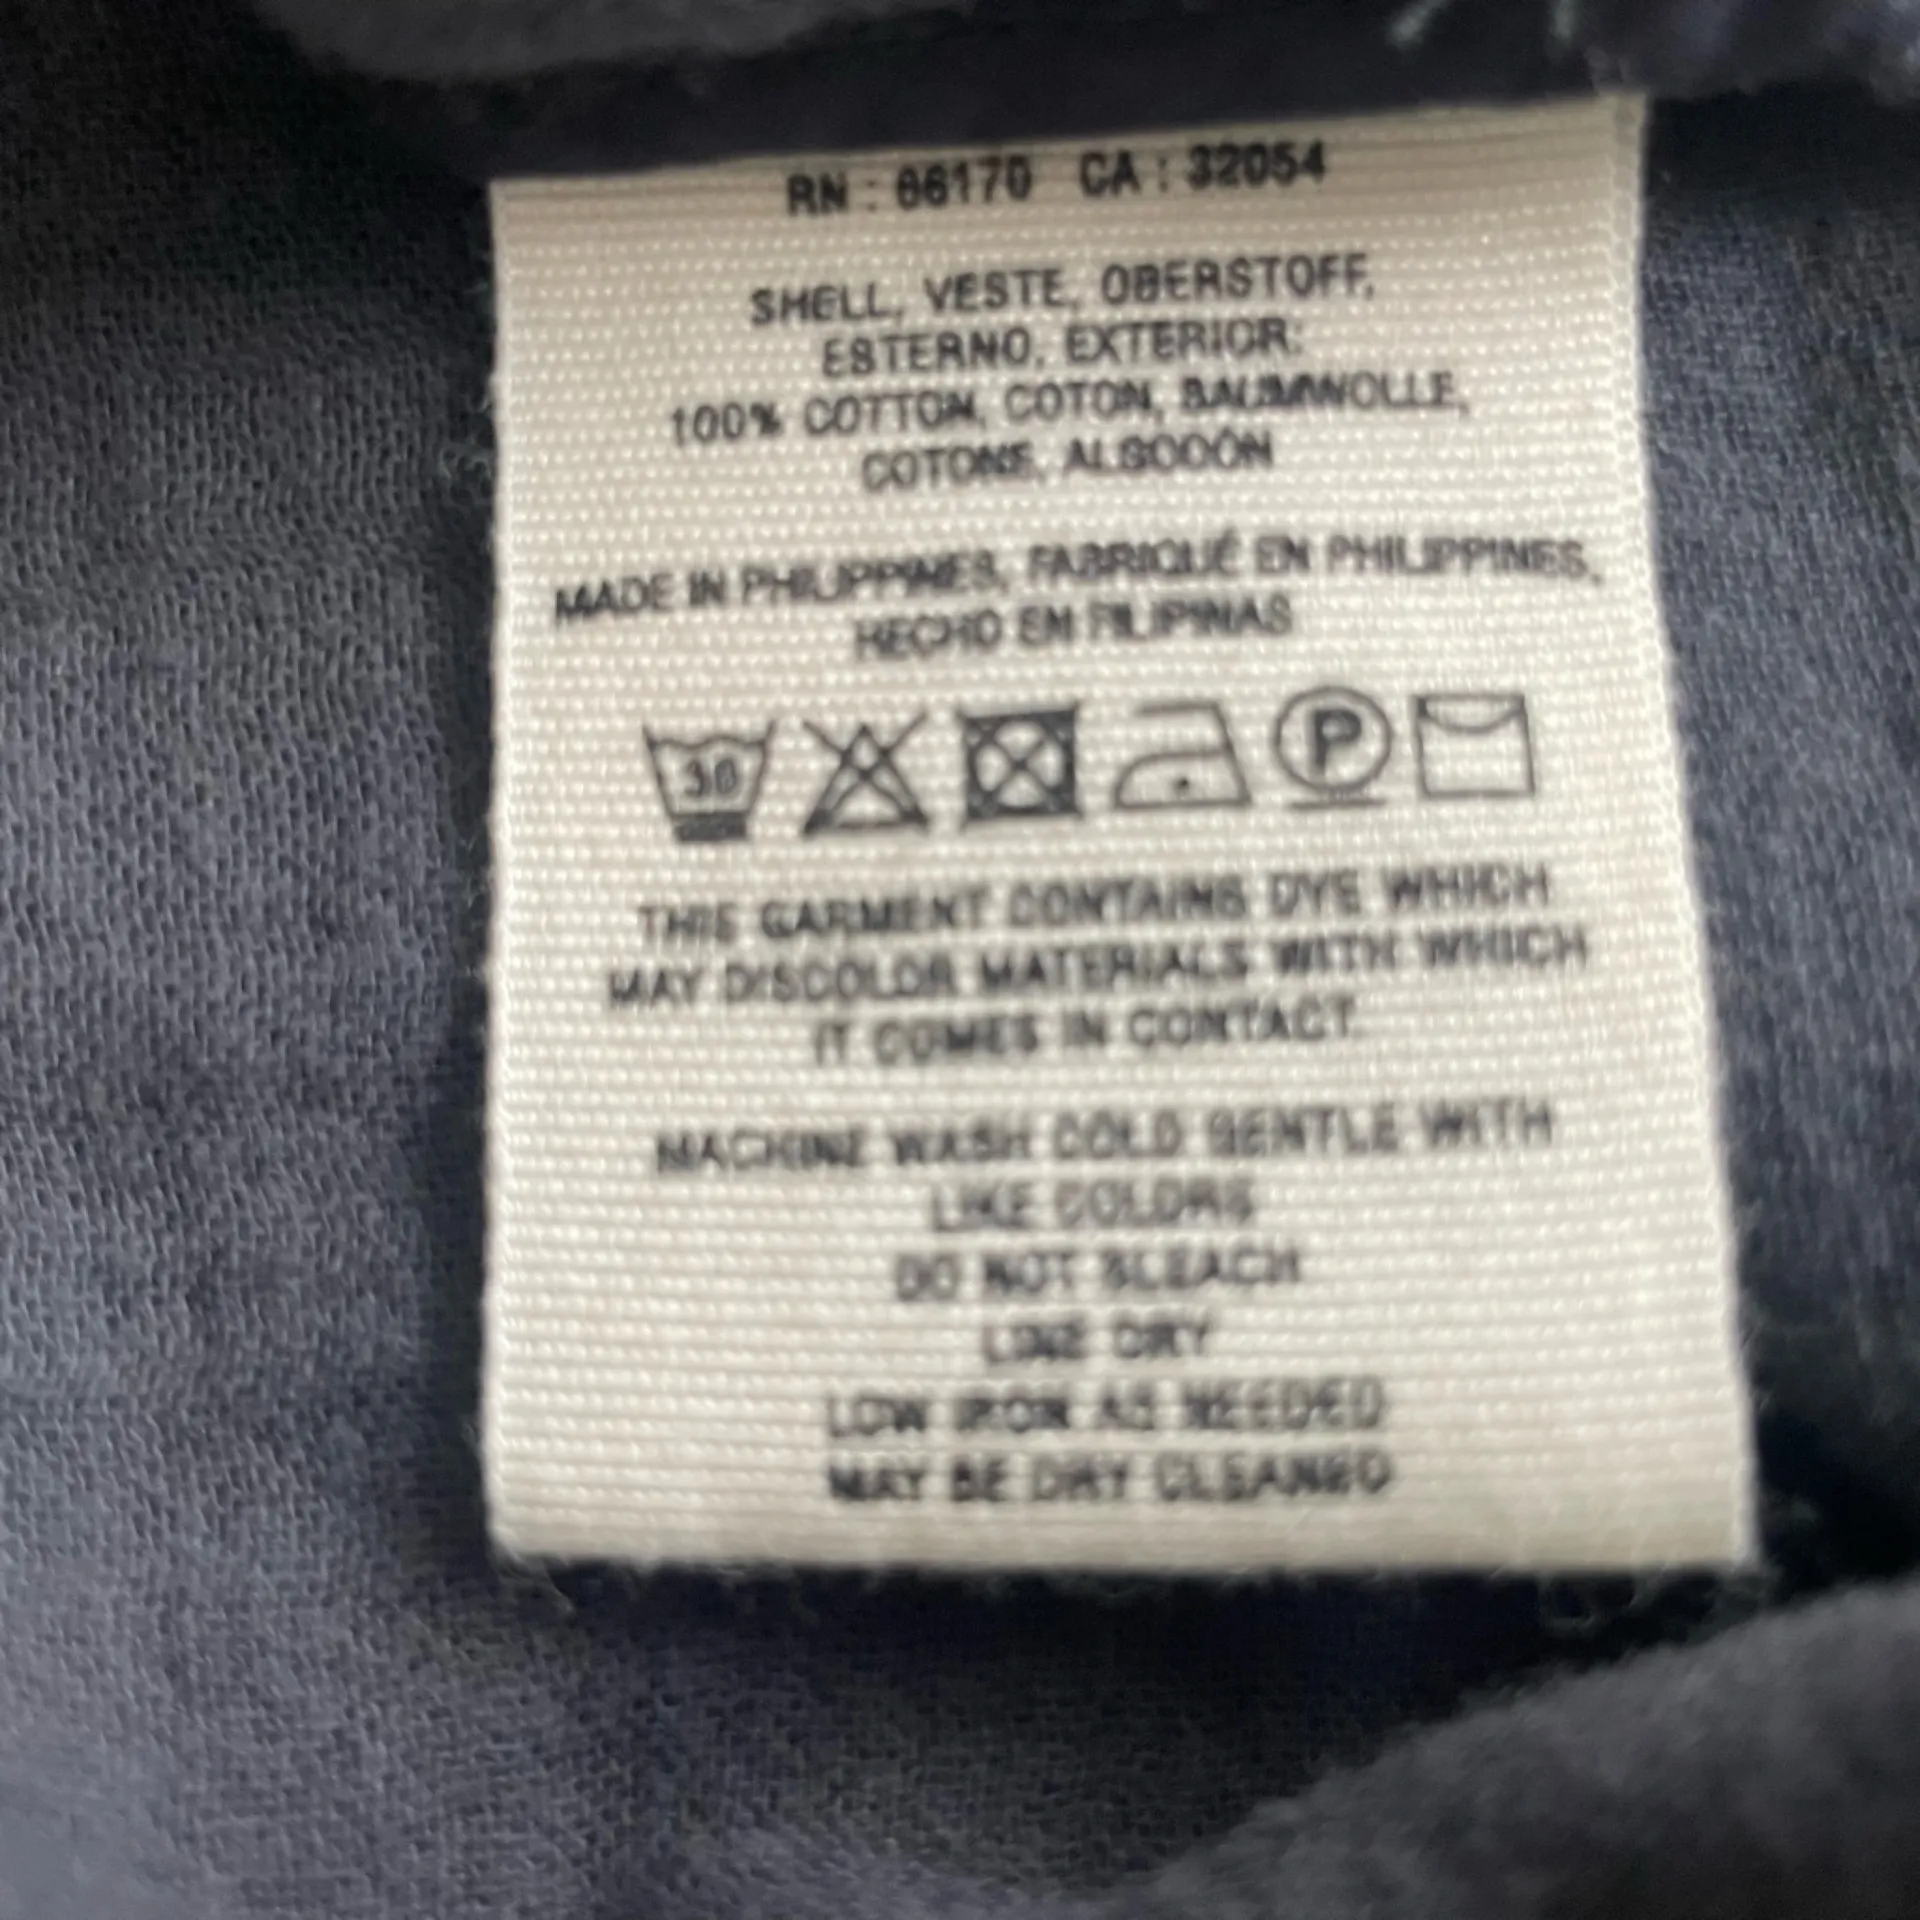 RN : 66170 CA : 32054
SHELL, VESTE, OBERSTOFF,
ESTERNO, EXTERIOR:
100% COTTON, COTON, BAUMWOLLE,
COTONE, ALGODÓN
MADE IN PHILIPPINES, FABRIQUÉ EN PHILIPPINES,
HECHO EN FILIPINAS
30 P
THIS GARMENT CONTAINS DYE WHICH
MAY DISCOLOR MATERIALS WITH WHICH
IT COMES IN CONTACT
MACHINE WASH COLD GENTLE WITH
LIKE COLORS
DO NOT BLEACH
LINE DRY
LOW IRON AS NEEDED
MAY BE DRY CLEANED